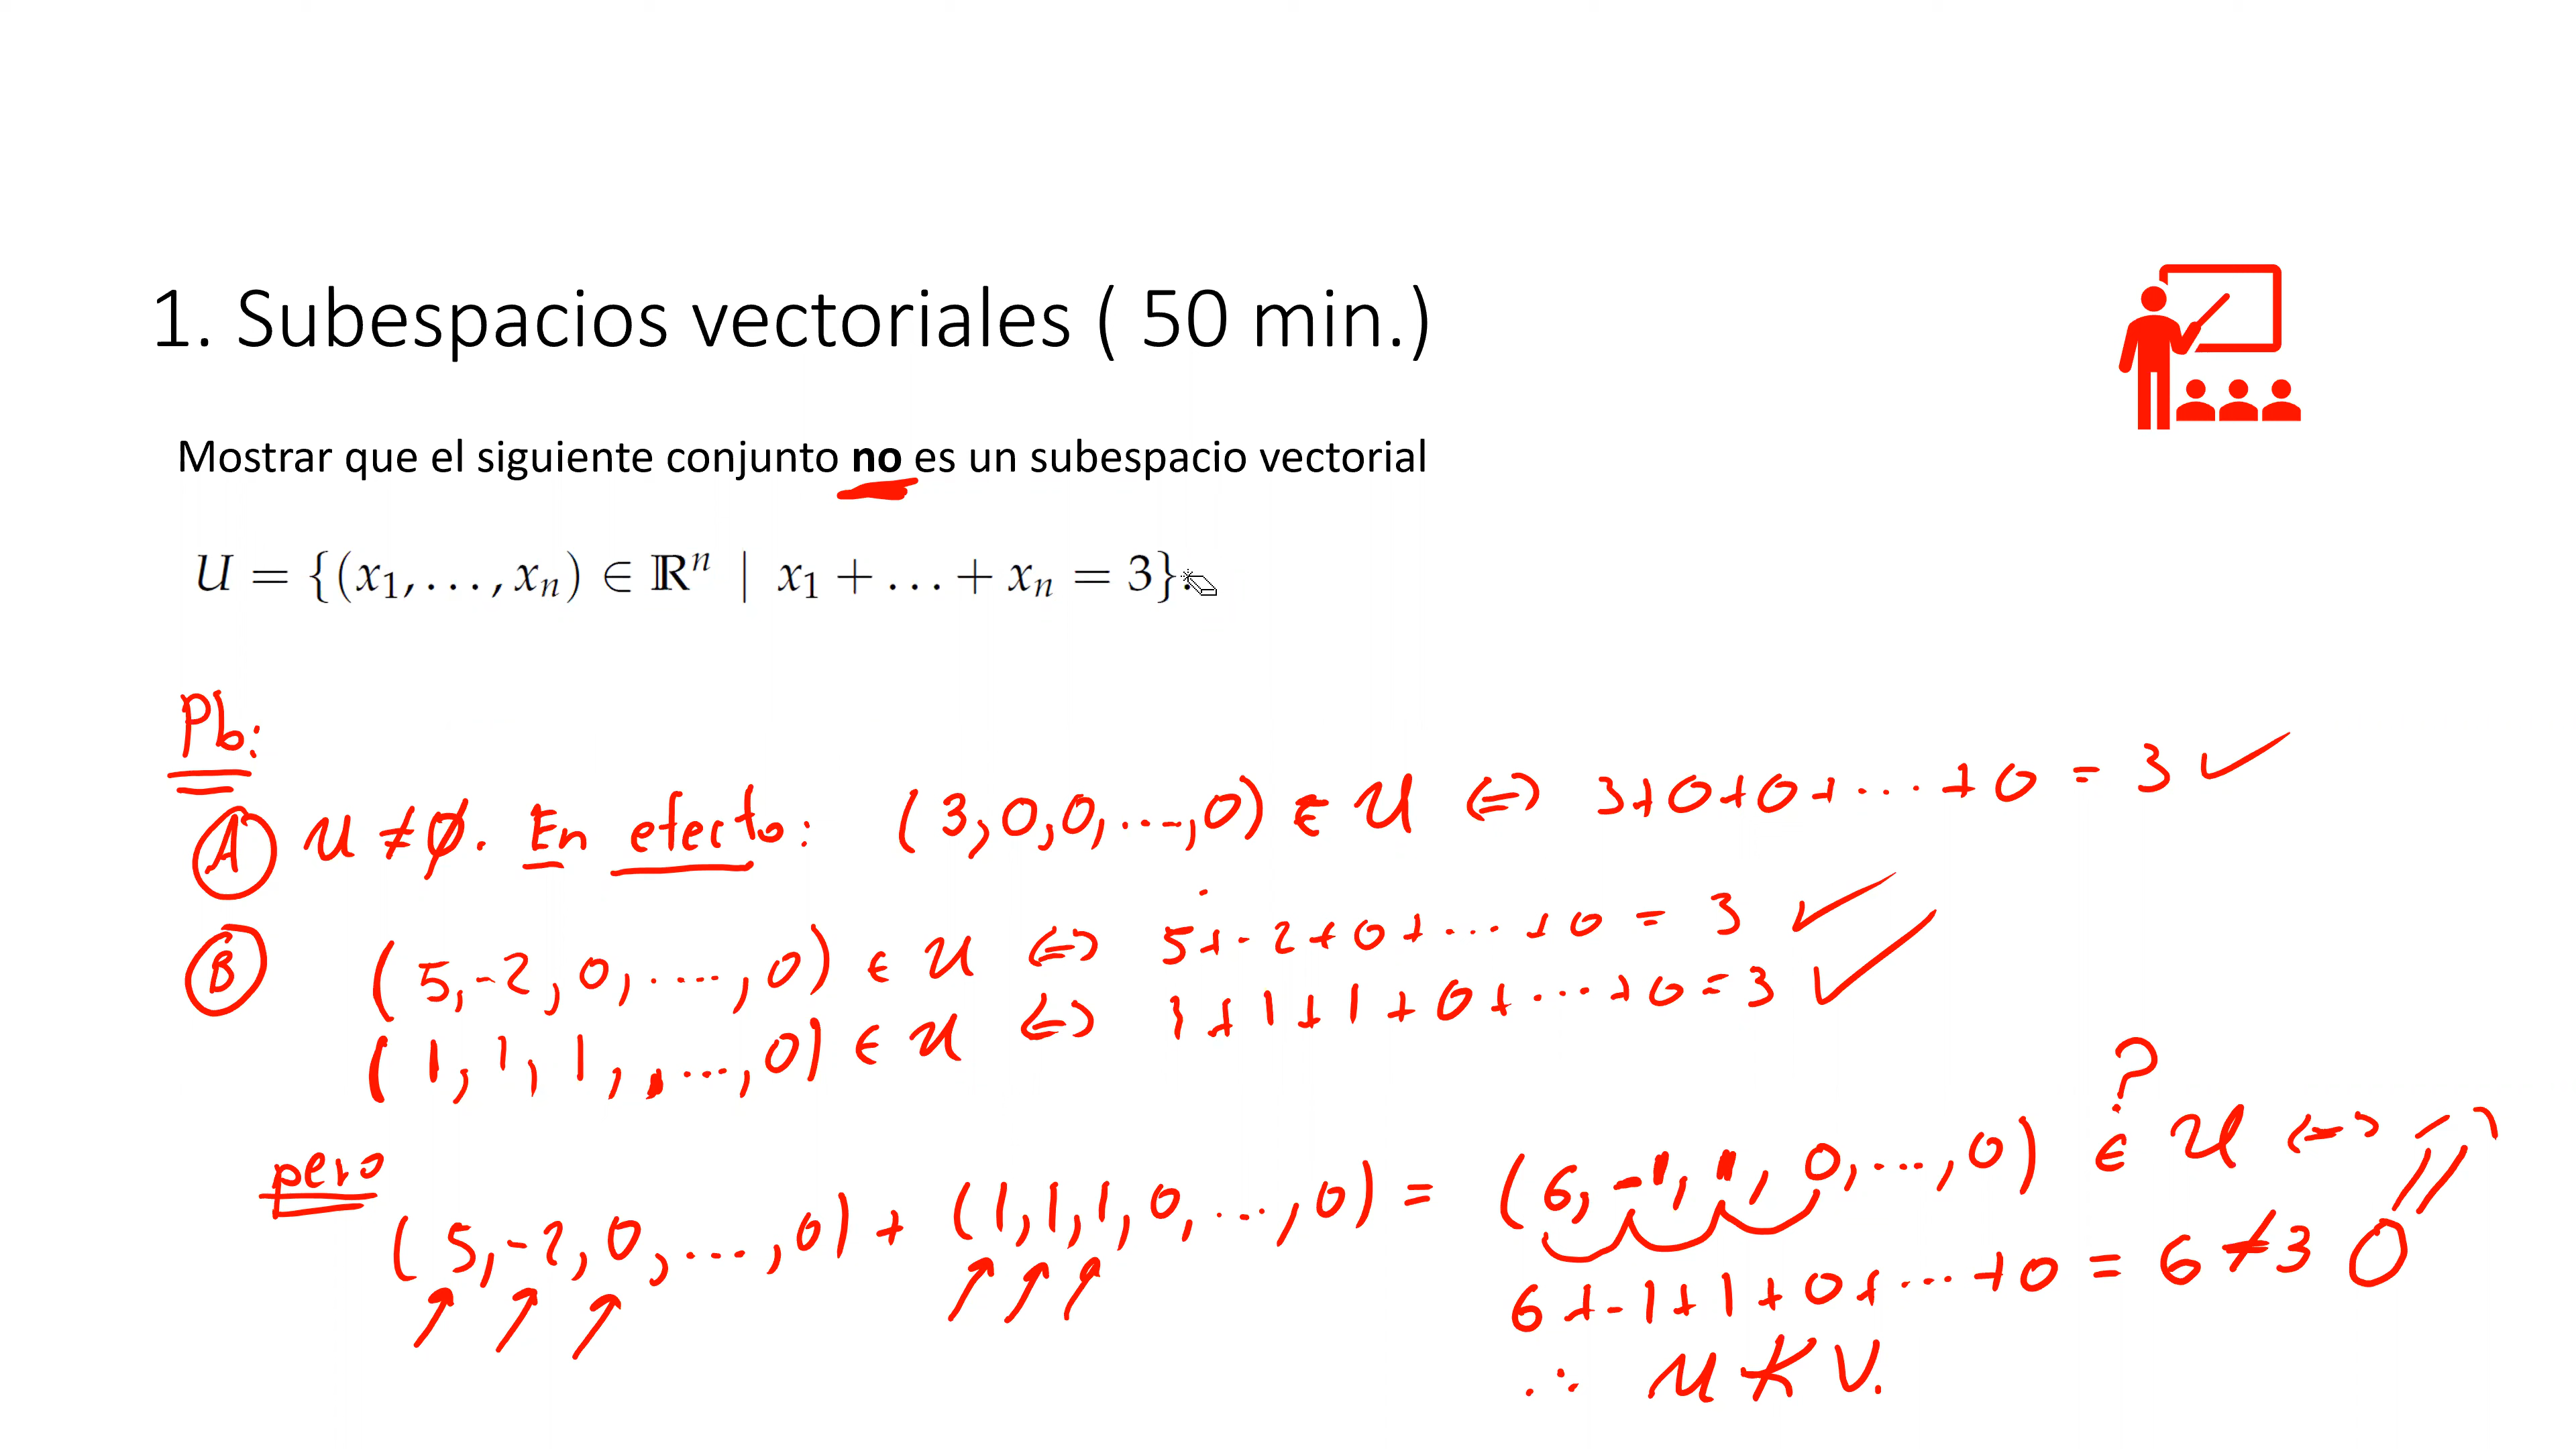 1. Subespacios vectoriales ( 50 min.)
Mostrar que el siguiente conjunto no es un subespacio vectorial
U = {(x₁, . . . , xₙ) ∈ ℝⁿ | x₁ + . . . + xₙ = 3}.
Pb:
A U ≠ ∅. En efecto: (3, 0, 0, ..., 0) ∈ U ⇔ 3+0+0+...+0 = 3 ✓
B (5, -2, 0, ..., 0) ∈ U ⇔ 5+-2+0+...+0 = 3 ✓
(1, 1, 1, , ..., 0) ∈ U ⇔ 1+1+1+0+...+0 = 3 ✓
pero
(5, -2, 0, ..., 0) + (1, 1, 1, 0, ..., 0) = (6, -1, 1, 0, ..., 0) ∈ U ⇔
?
6+-1+1+0+...+0 = 6 ≠ 3
∴ U ≮ V.